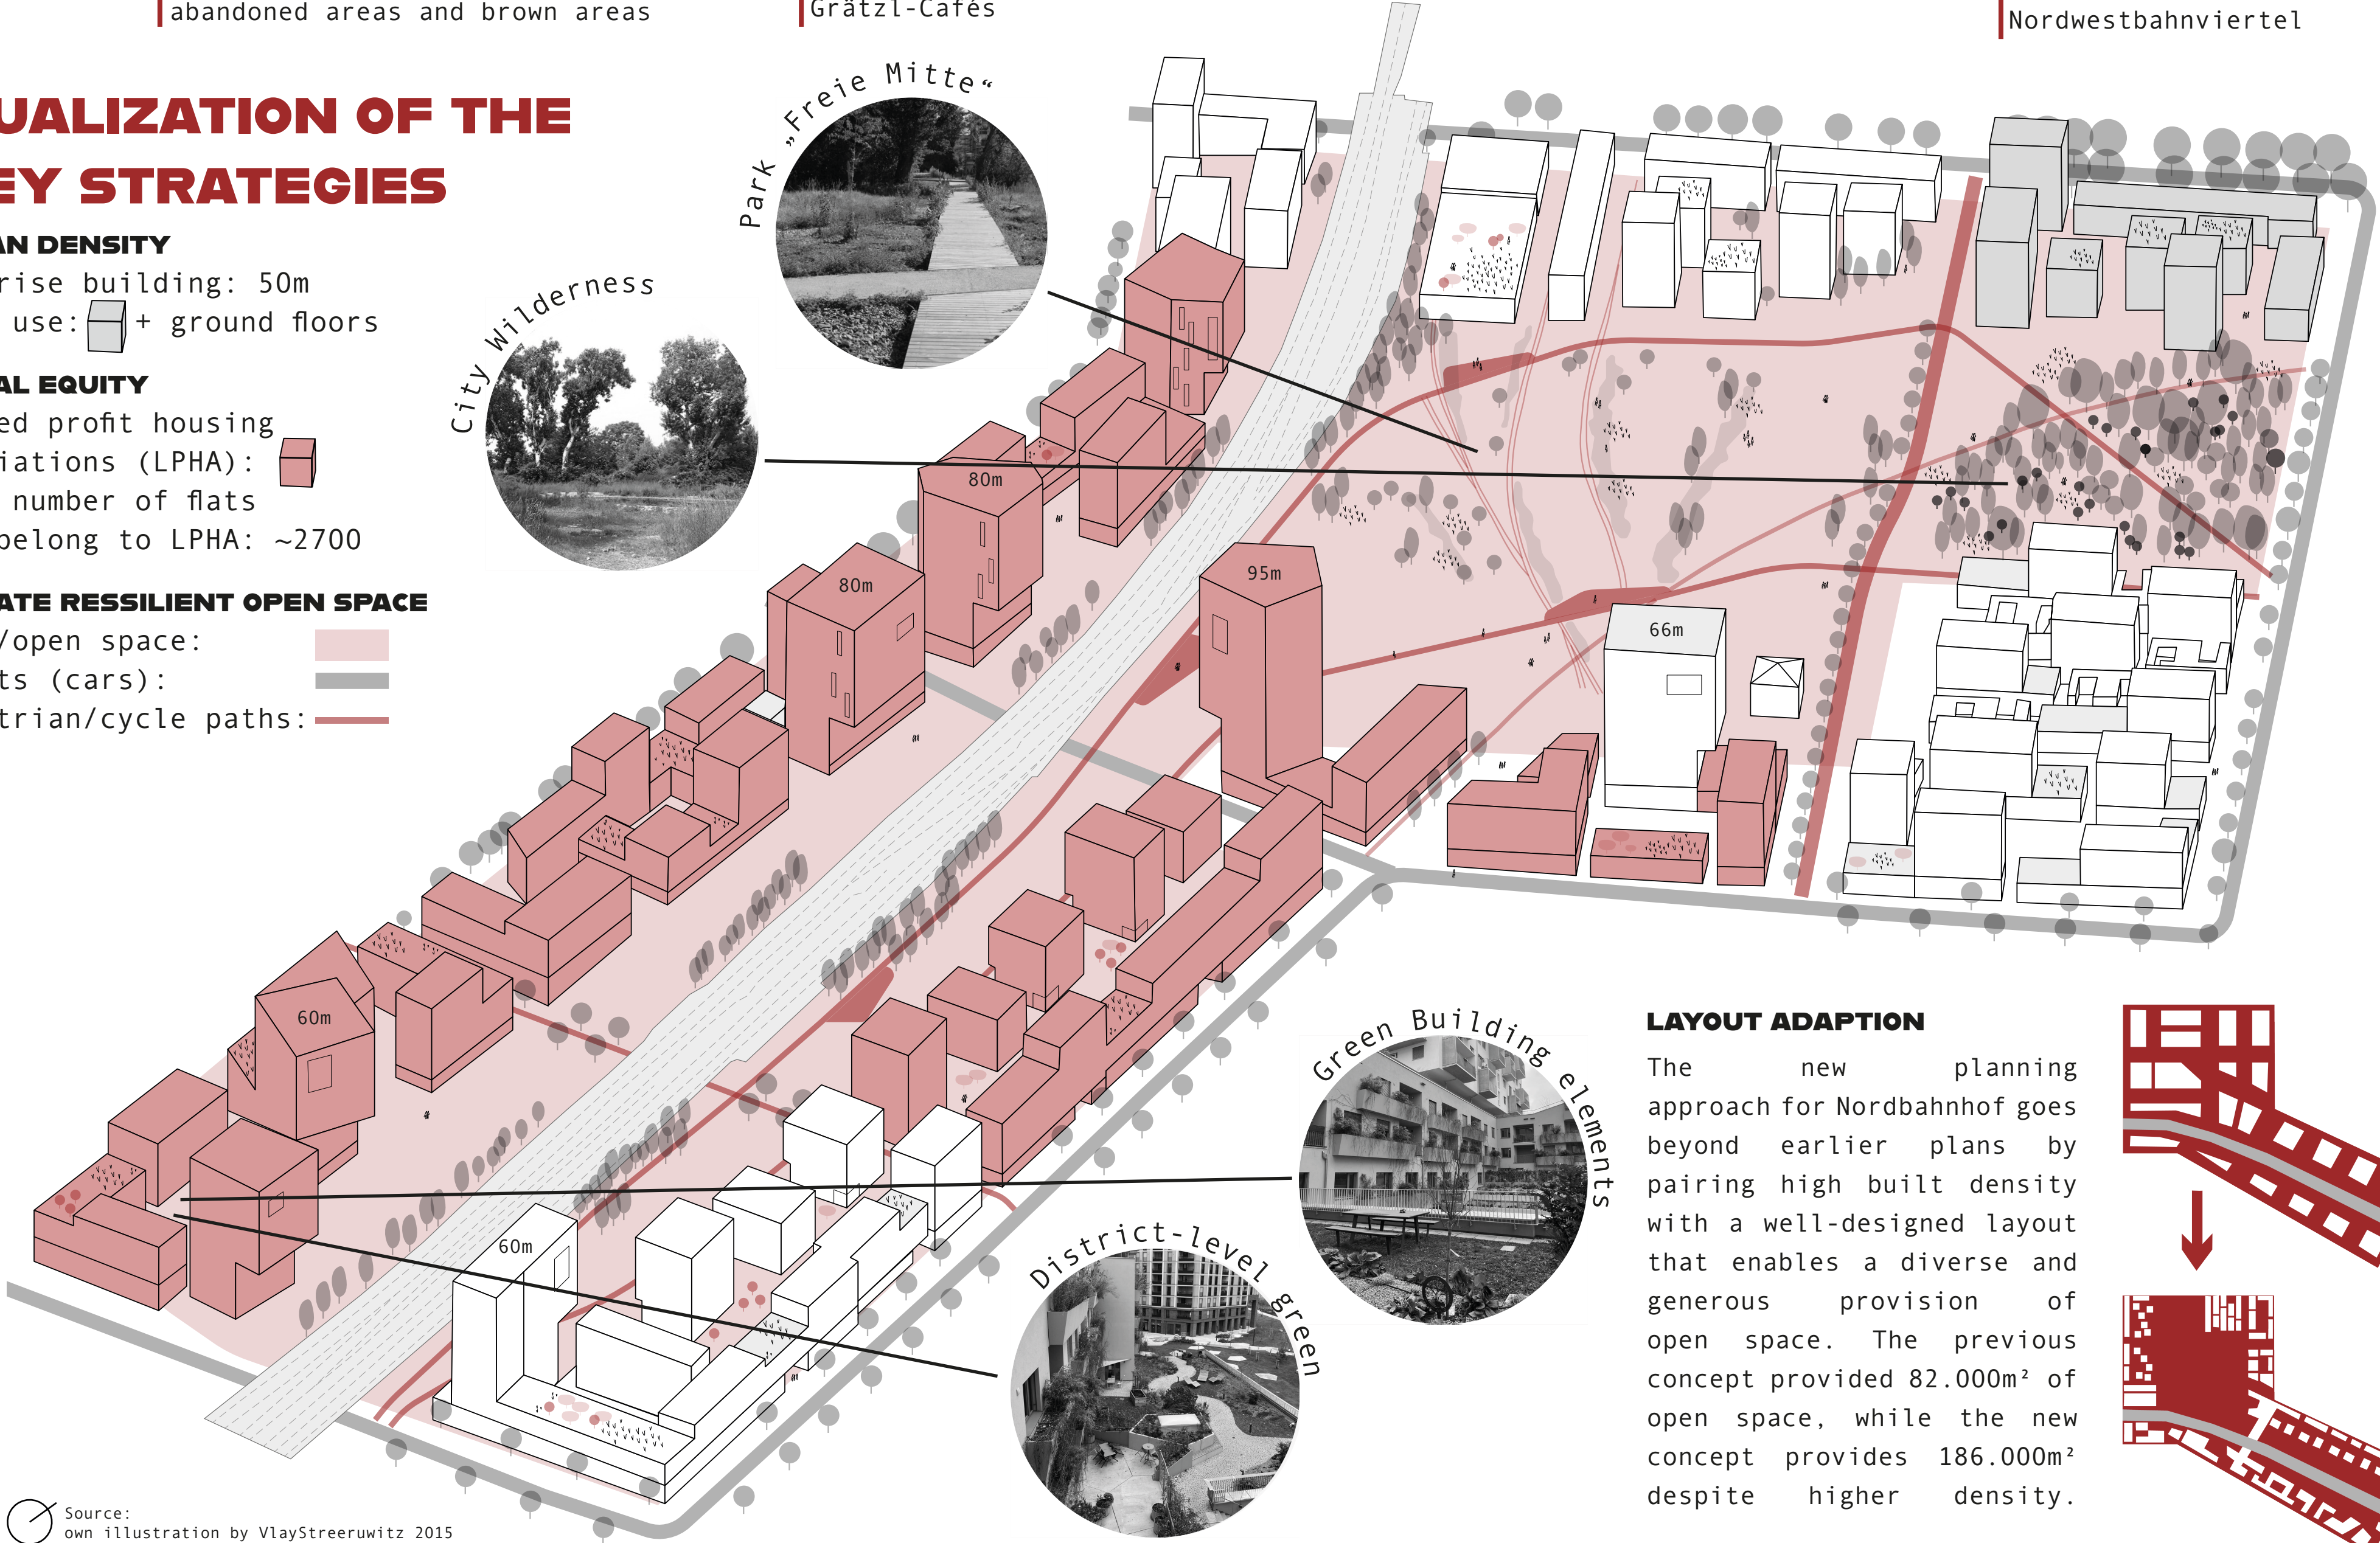 abandoned areas and brown areas
Grätzl-Cafés
Nordwestbahnviertel
UALIZATION OF THE
EY STRATEGIES
AN DENSITY
rise building: 50m
use: + ground floors
AL EQUITY
ed profit housing
iations (LPHA):
number of flats
belong to LPHA: ~2700
ATE RESSILIENT OPEN SPACE
/open space:
ts (cars):
trian/cycle paths:
Park „Freie Mitte“
City Wilderness
80m
80m
95m
66m
60m
60m
Green Building elements
District-level green
LAYOUT ADAPTION
The new planning
approach for Nordbahnhof goes
beyond earlier plans by
pairing high built density
with a well-designed layout
that enables a diverse and
generous provision of
open space. The previous
concept provided 82.000m² of
open space, while the new
concept provides 186.000m²
despite higher density.
Source:
own illustration by VlayStreeruwitz 2015